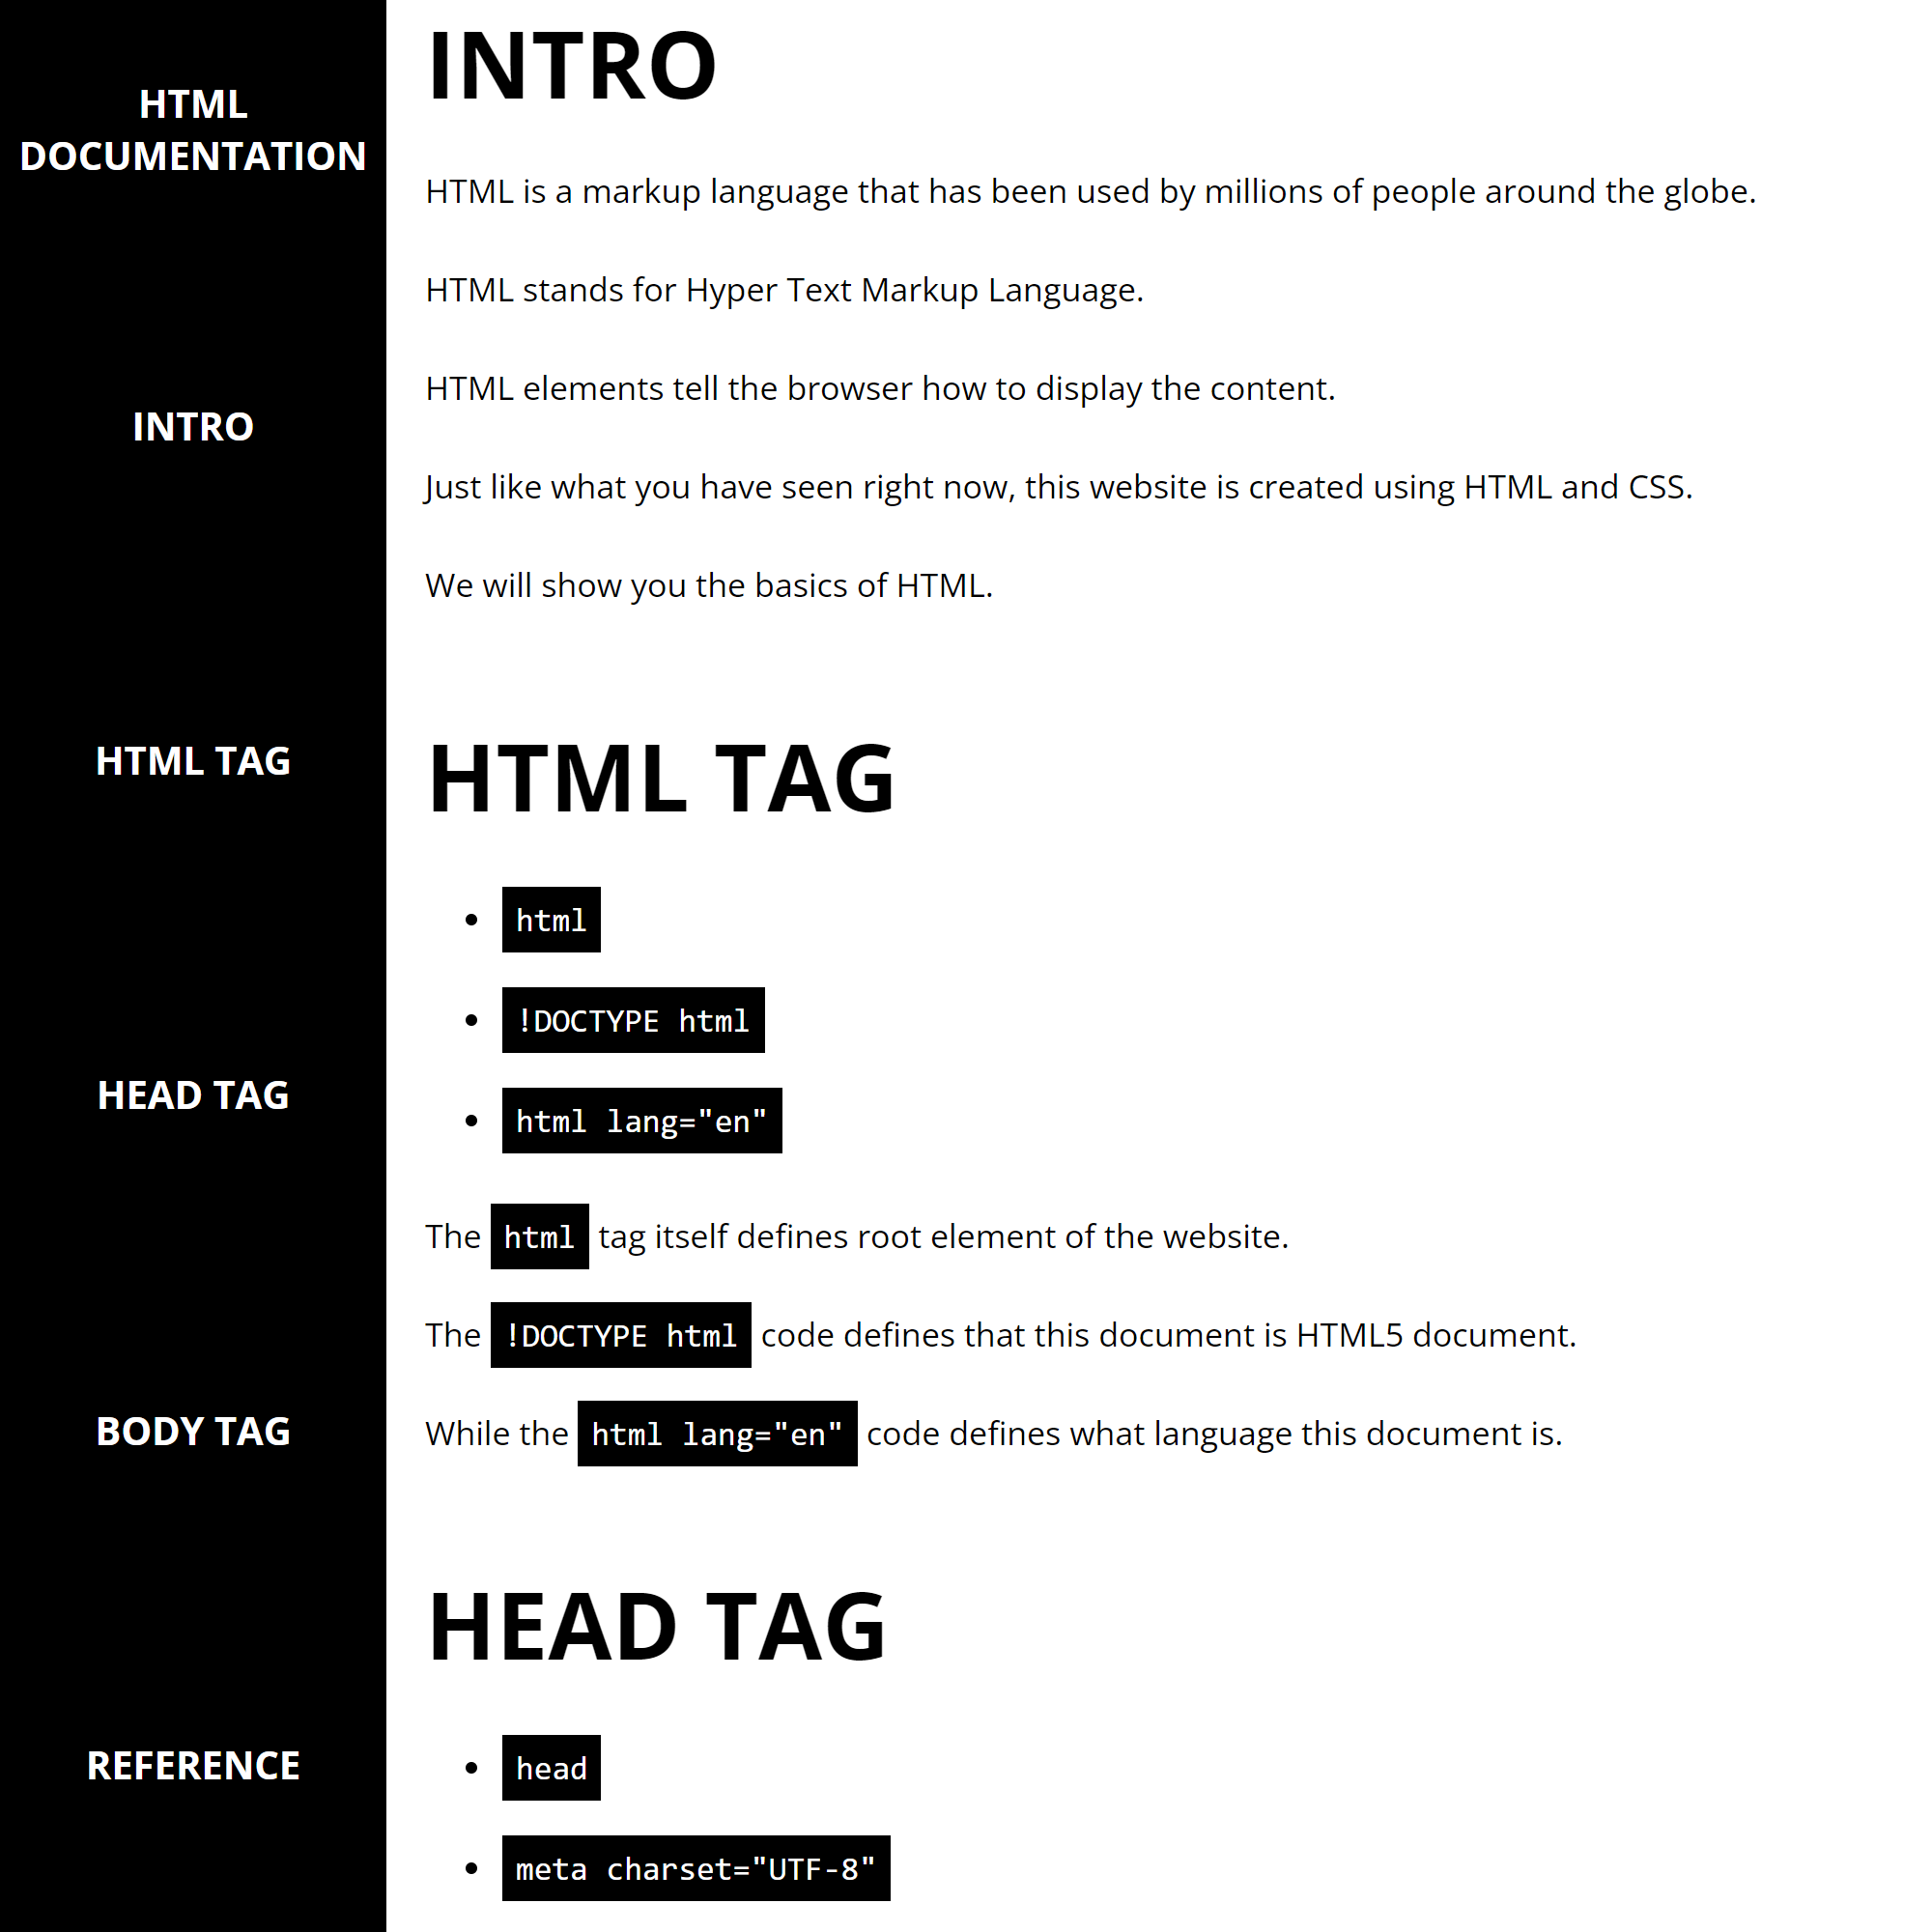 HTML
DOCUMENTATION
INTRO
HTML TAG
HEAD TAG
BODY TAG
REFERENCE
INTRO
HTML is a markup language that has been used by millions of people around the globe.
HTML stands for Hyper Text Markup Language.
HTML elements tell the browser how to display the content.
Just like what you have seen right now, this website is created using HTML and CSS.
We will show you the basics of HTML.
HTML TAG
• html
• !DOCTYPE html
• html lang="en"
The html tag itself defines root element of the website.
The !DOCTYPE html code defines that this document is HTML5 document.
While the html lang="en" code defines what language this document is.
HEAD TAG
• head
• meta charset="UTF-8"